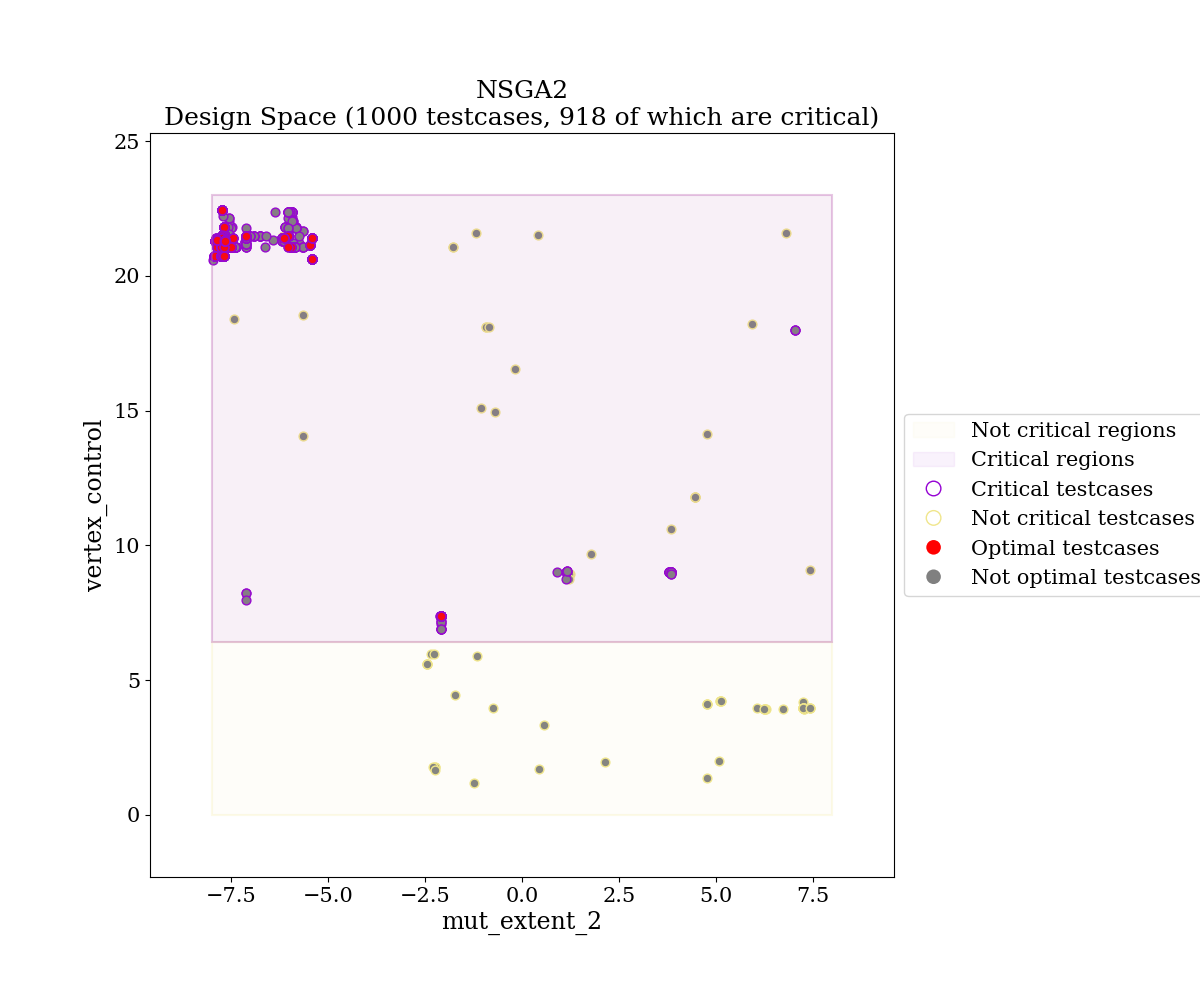 NSGA2
Design Space (1000 testcases, 918 of which are critical)
25
20
15
10
5
0
vertex_control
−7.5
−5.0
−2.5
0.0
2.5
5.0
7.5
mut_extent_2
Not critical regions
Critical regions
Critical testcases
Not critical testcases
Optimal testcases
Not optimal testcases